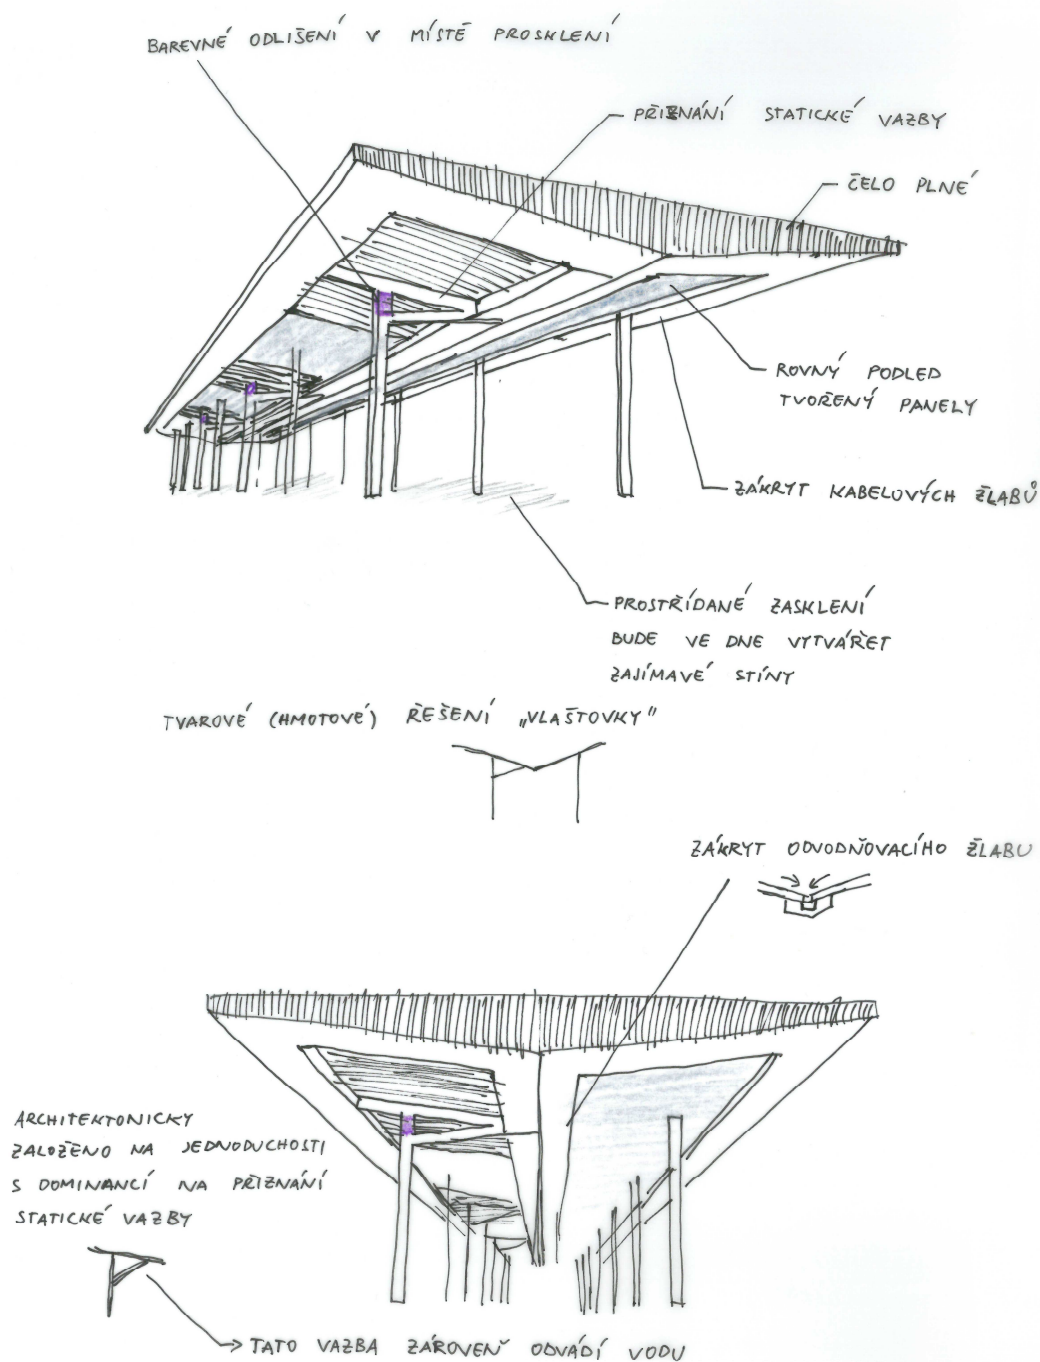 BAREVNÉ ODLIŠENÍ V MÍSTĚ PROSKLENÍ
PŘIZNÁNÍ STATICKÉ VAZBY
ČELO PLNÉ
ROVNÝ PODLED
TVOŘENÝ PANELY
ZÁKRYT KABELOVÝCH ŽLABŮ
PROSTŘÍDANÉ ZASKLENÍ
BUDE VE DNE VYTVÁŘET
ZAJÍMAVÉ STÍNY
TVAROVÉ (HMOTOVÉ) ŘEŠENÍ „VLAŠTOVKY"
ZÁKRYT ODVODŇOVACÍHO ŽLABU
ARCHITEKTONICKY
ZALOŽENO NA JEDNODUCHOSTI
S DOMINANCÍ NA PŘIZNÁNÍ
STATICKÉ VAZBY
TATO VAZBA ZÁROVEŇ ODVÁDÍ VODU